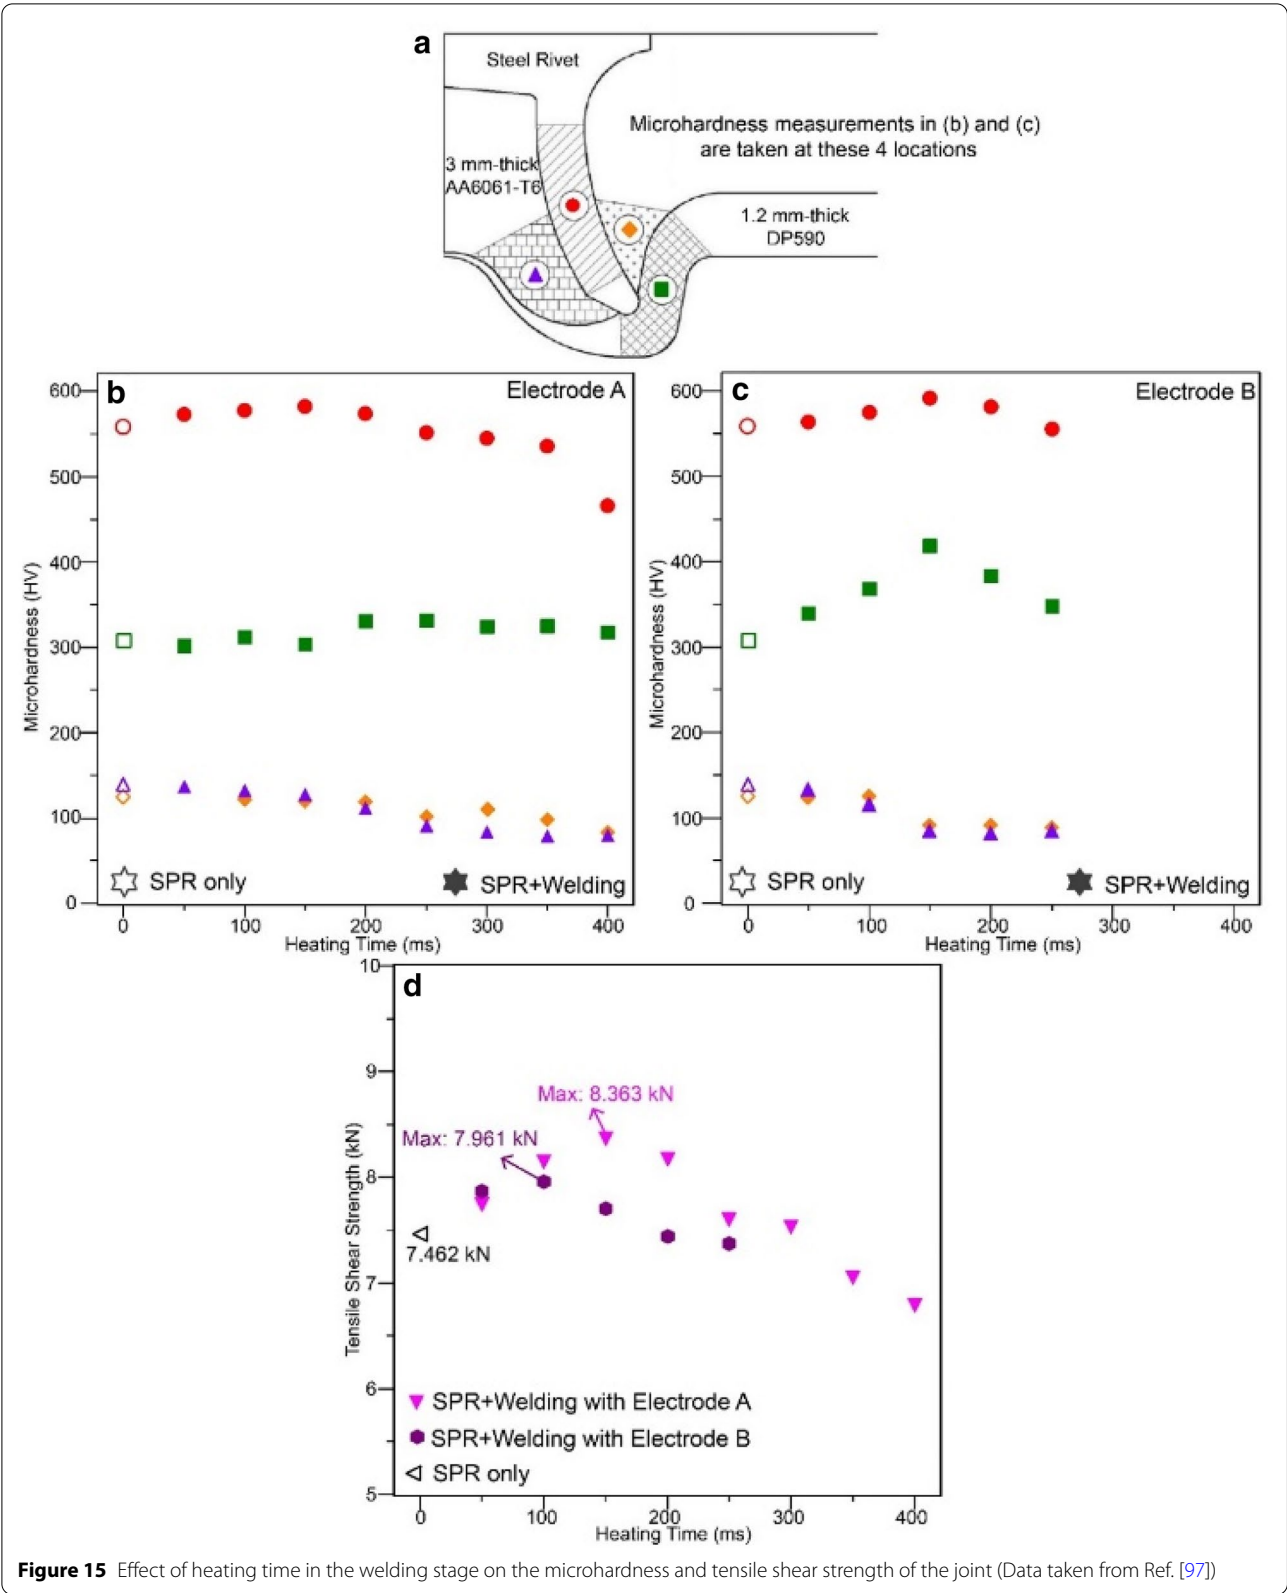 a
Steel Rivet
Microhardness measurements in (b) and (c)
are taken at these 4 locations
3 mm-thick
AA6061-T6
1.2 mm-thick
DP590
b
Electrode A
600
500
400
300
200
100
0
Microhardness (HV)
SPR only
SPR+Welding
0 100 200 300 400
Heating Time (ms)
c
Electrode B
600
500
400
300
200
100
0
Microhardness (HV)
SPR only
SPR+Welding
0 100 200 300 400
Heating Time (ms)
d
10
9
8
7
6
5
Tensile Shear Strength (kN)
Max: 8.363 kN
Max: 7.961 kN
7.462 kN
SPR+Welding with Electrode A
SPR+Welding with Electrode B
SPR only
0 100 200 300 400
Heating Time (ms)
Figure 15 Effect of heating time in the welding stage on the microhardness and tensile shear strength of the joint (Data taken from Ref. [97])